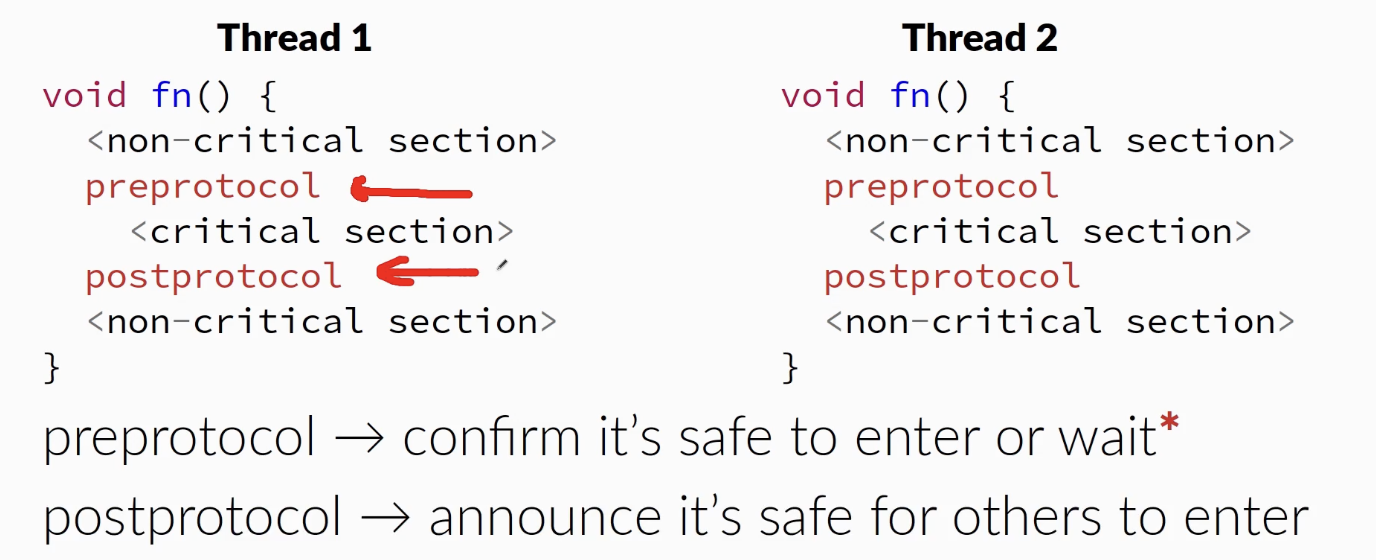 Thread 1
void fn() {
<non-critical section>
preprotocol
<critical section>
postprotocol
<non-critical section>
}
Thread 2
void fn() {
<non-critical section>
preprotocol
<critical section>
postprotocol
<non-critical section>
}
preprotocol → confirm it’s safe to enter or wait*
postprotocol → announce it’s safe for others to enter